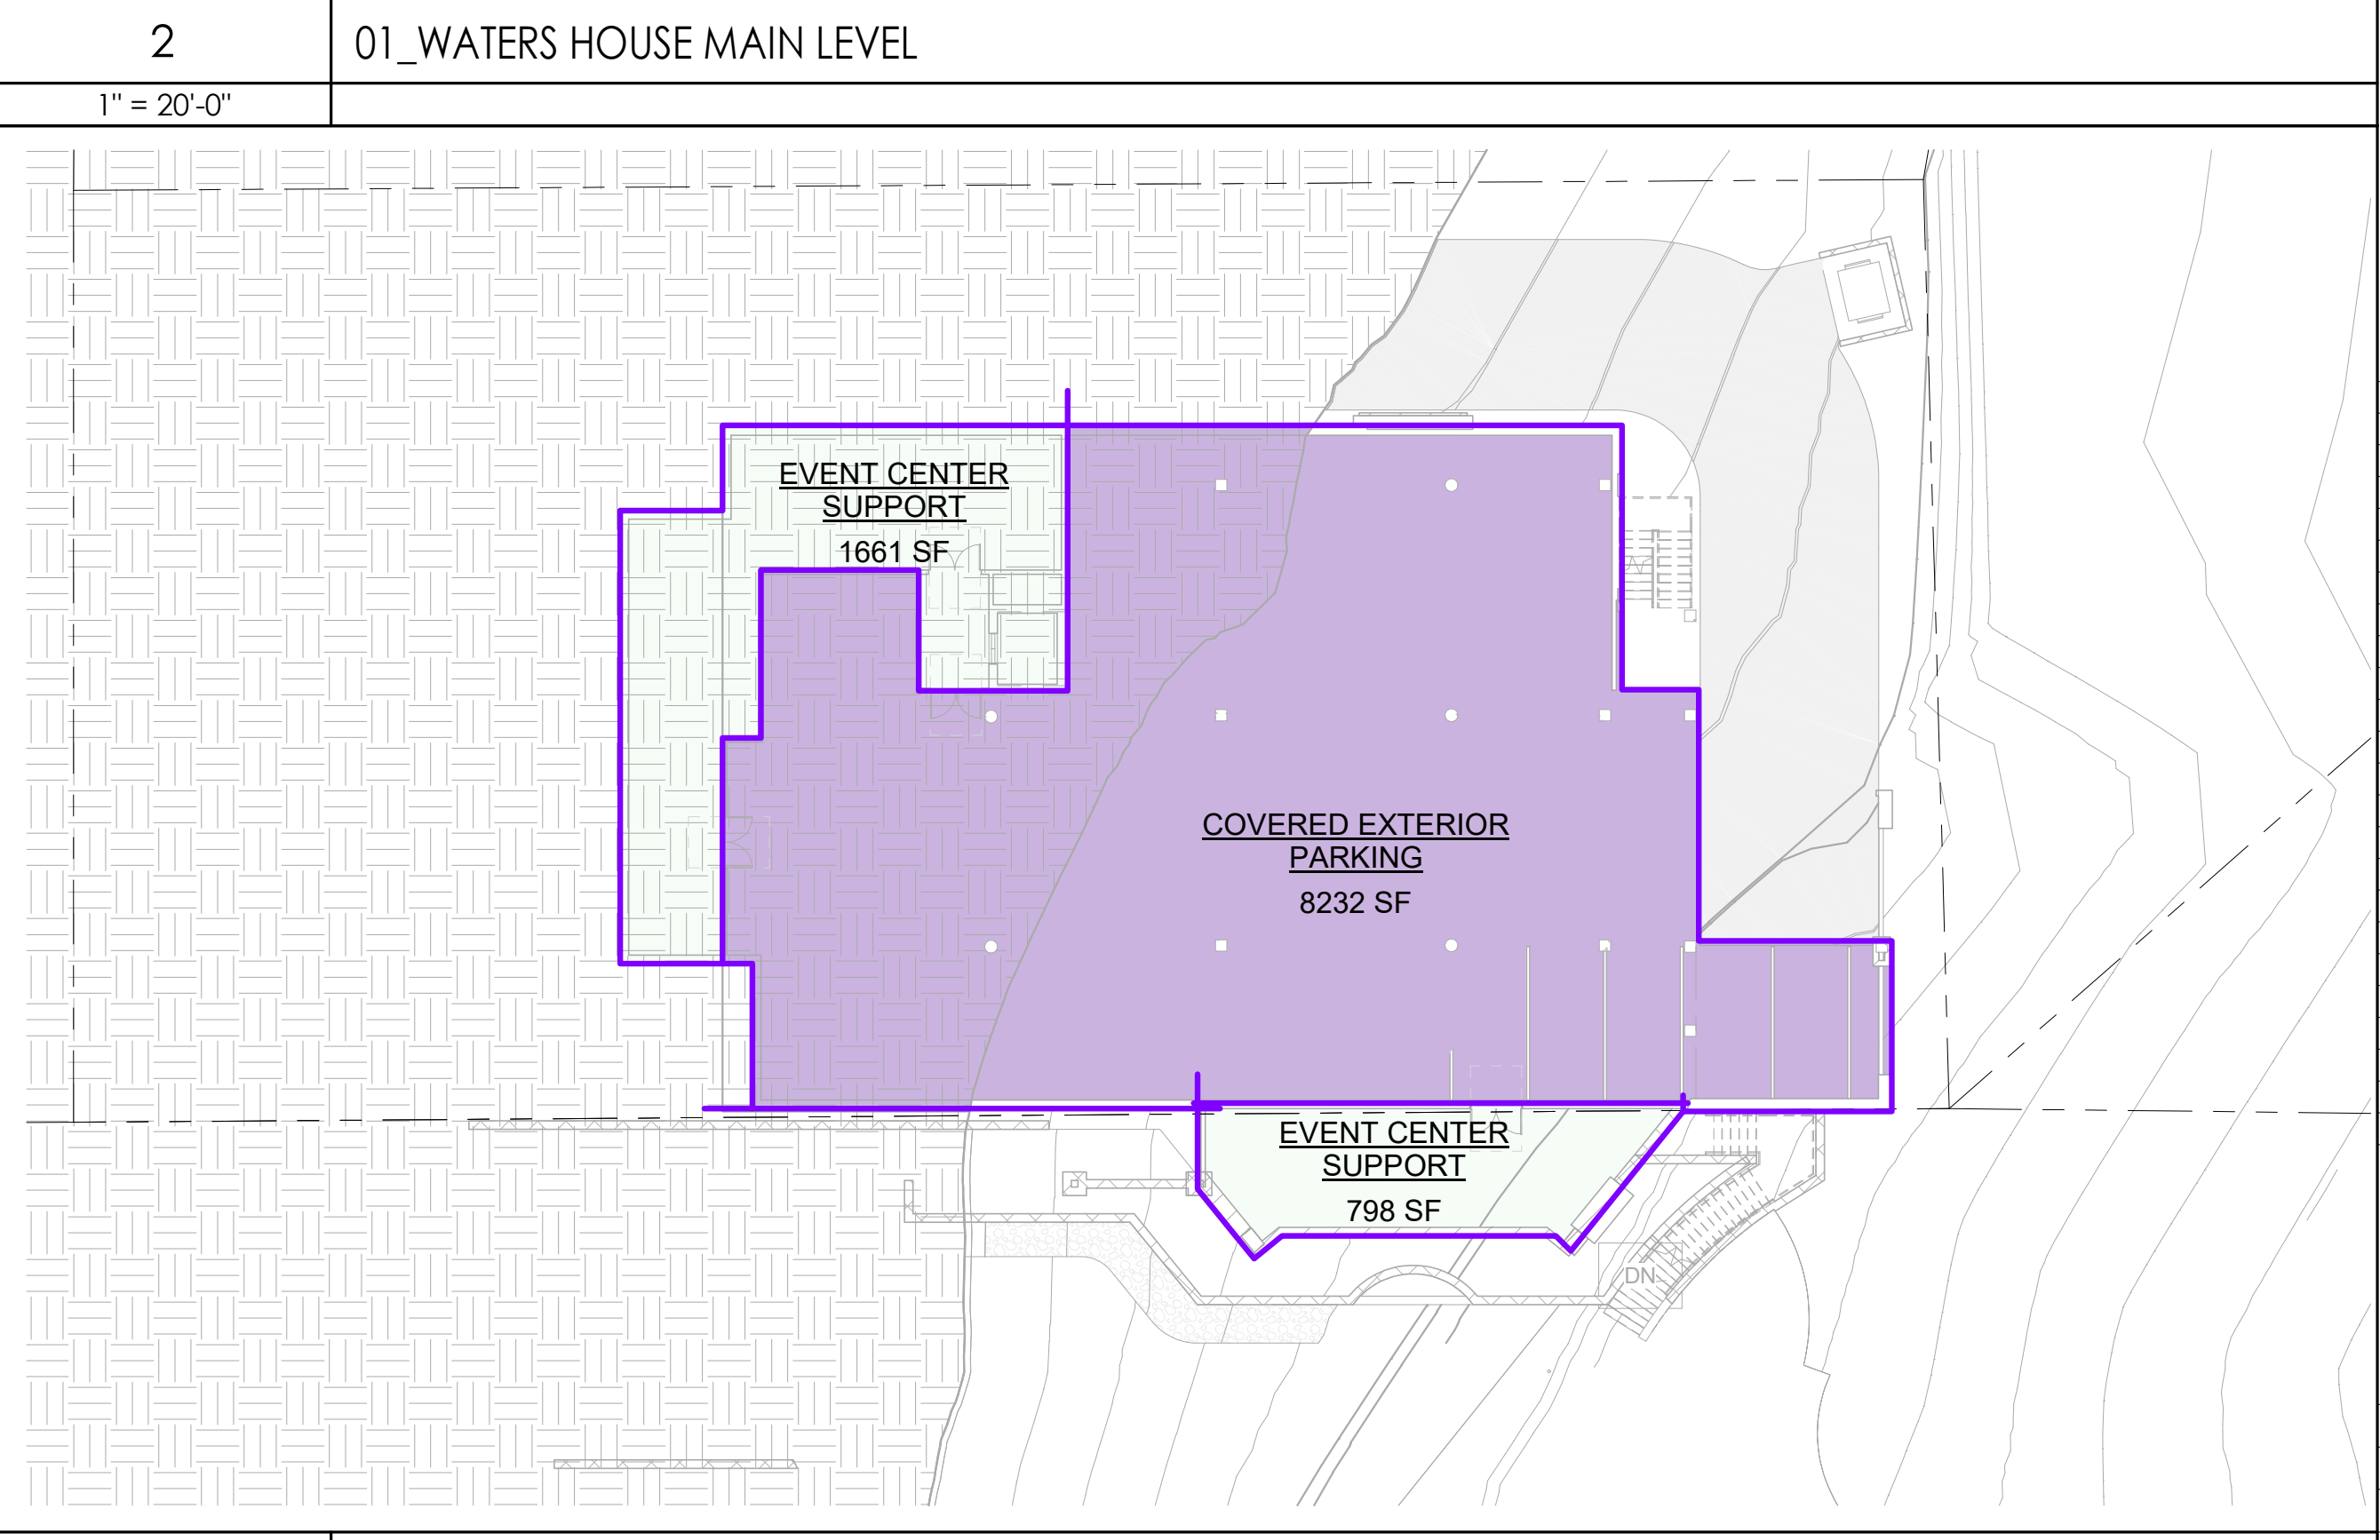 2
01_WATERS HOUSE MAIN LEVEL
1" = 20'-0"
EVENT CENTER
SUPPORT
1661 SF
COVERED EXTERIOR
PARKING
8232 SF
EVENT CENTER
SUPPORT
798 SF
DN